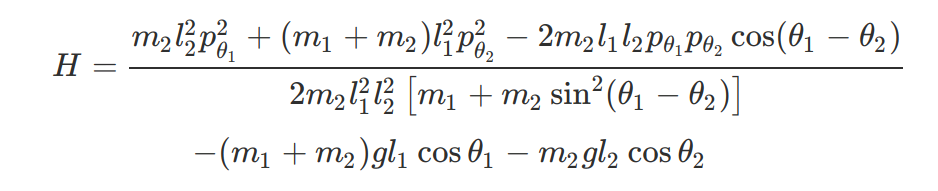 H = \frac{m_2 l_2^2 p_{\theta_1}^2 + (m_1 + m_2) l_1^2 p_{\theta_2}^2 - 2 m_2 l_1 l_2 p_{\theta_1} p_{\theta_2} \cos(\theta_1 - \theta_2)}{2 m_2 l_1^2 l_2^2 \left[ m_1 + m_2 \sin^2(\theta_1 - \theta_2) \right]}
-(m_1 + m_2) g l_1 \cos \theta_1 - m_2 g l_2 \cos \theta_2